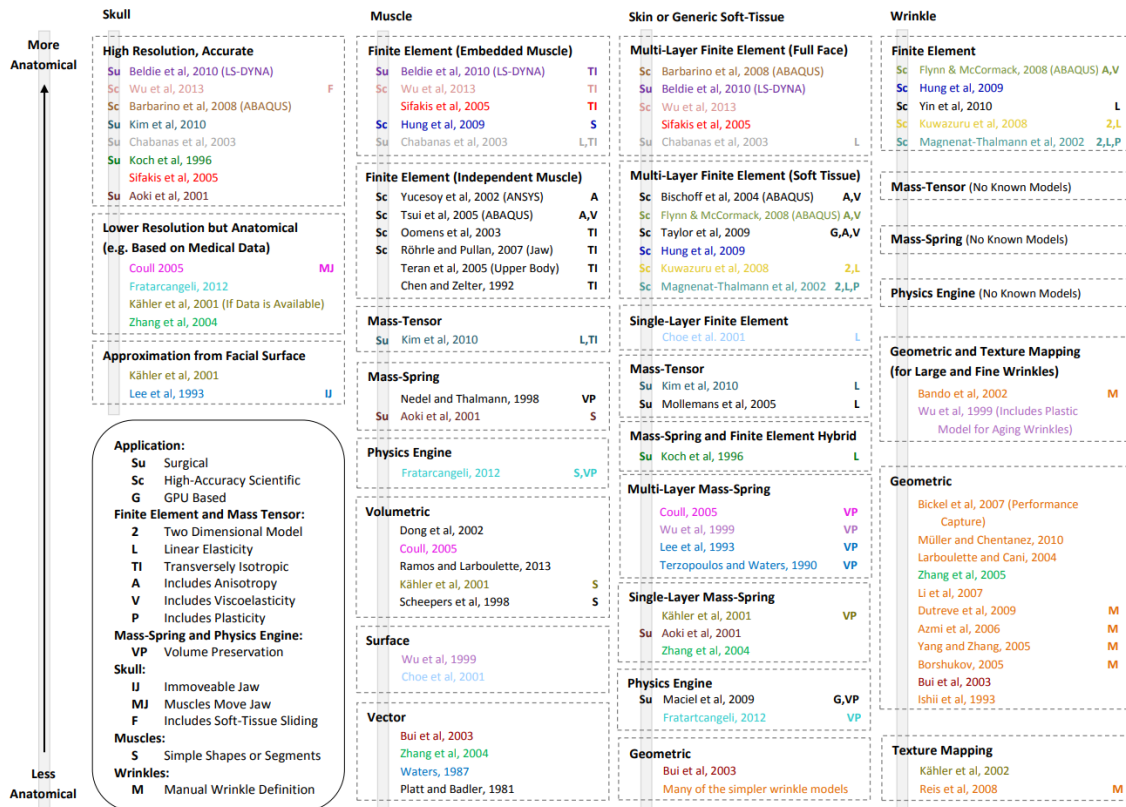 Skull
More
Anatomical
High Resolution, Accurate
Su Beldie et al, 2010 (LS-DYNA)
Sc Wu et al, 2013 F
Sc Barbarino et al, 2008 (ABAQUS)
Su Kim et al, 2010
Su Chabanas et al, 2003
Su Koch et al, 1996
Sifakis et al, 2005
Su Aoki et al, 2001
Lower Resolution but Anatomical
(e.g. Based on Medical Data)
Coull 2005 MJ
Fratarcangeli, 2012
Kähler et al, 2001 (If Data is Available)
Zhang et al, 2004
Approximation from Facial Surface
Kähler et al, 2001
Lee et al, 1993 IJ
Application:
Su Surgical
Sc High-Accuracy Scientific
G GPU Based
Finite Element and Mass Tensor:
2 Two Dimensional Model
L Linear Elasticity
TI Transversely Isotropic
A Includes Anisotropy
V Includes Viscoelasticity
P Includes Plasticity
Mass-Spring and Physics Engine:
VP Volume Preservation
Skull:
IJ Immoveable Jaw
MJ Muscles Move Jaw
F Includes Soft-Tissue Sliding
Muscles:
S Simple Shapes or Segments
Wrinkles:
M Manual Wrinkle Definition
Less
Anatomical
Muscle
Finite Element (Embedded Muscle)
Su Beldie et al, 2010 (LS-DYNA) TI
Sc Wu et al, 2013 TI
Sifakis et al, 2005 TI
Sc Hung et al, 2009 S
Su Chabanas et al, 2003 L,TI
Finite Element (Independent Muscle)
Sc Yucesoy et al, 2002 (ANSYS) A
Sc Tsui et al, 2005 (ABAQUS) A,V
Sc Oomens et al, 2003 TI
Sc Röhrle and Pullan, 2007 (Jaw) TI
Teran et al, 2005 (Upper Body) TI
Chen and Zelter, 1992 TI
Mass-Tensor
Su Kim et al, 2010 L,TI
Mass-Spring
Nedel and Thalmann, 1998 VP
Su Aoki et al, 2001 S
Physics Engine
Fratarcangeli, 2012 S,VP
Volumetric
Dong et al, 2002
Coull, 2005
Ramos and Larboulette, 2013
Kähler et al, 2001 S
Scheepers et al, 1998 S
Surface
Wu et al, 1999
Choe et al, 2001
Vector
Bui et al, 2003
Zhang et al, 2004
Waters, 1987
Platt and Badler, 1981
Skin or Generic Soft-Tissue
Multi-Layer Finite Element (Full Face)
Sc Barbarino et al, 2008 (ABAQUS)
Su Beldie et al, 2010 (LS-DYNA)
Sc Wu et al, 2013
Sifakis et al, 2005
Su Chabanas et al, 2003 L
Multi-Layer Finite Element (Soft Tissue)
Sc Bischoff et al, 2004 (ABAQUS) A,V
Sc Flynn & McCormack, 2008 (ABAQUS) A,V
Sc Taylor et al, 2009 G,A,V
Sc Hung et al, 2009
Sc Kuwazuru et al, 2008 2,L
Sc Magnenat-Thalmann et al, 2002 2,L,P
Single-Layer Finite Element
Choe et al. 2001 L
Mass-Tensor
Su Kim et al, 2010 L
Su Mollemans et al, 2005 L
Mass-Spring and Finite Element Hybrid
Su Koch et al, 1996 L
Multi-Layer Mass-Spring
Coull, 2005 VP
Wu et al, 1999 VP
Lee et al, 1993 VP
Terzopoulos and Waters, 1990 VP
Single-Layer Mass-Spring
Kähler et al, 2001 VP
Su Aoki et al, 2001
Zhang et al, 2004
Physics Engine
Su Maciel et al, 2009 G,VP
Fratartcangeli, 2012 VP
Geometric
Bui et al, 2003
Many of the simpler wrinkle models
Wrinkle
Finite Element
Sc Flynn & McCormack, 2008 (ABAQUS) A,V
Sc Hung et al, 2009
Sc Yin et al, 2010 L
Sc Kuwazuru et al, 2008 2,L
Sc Magnenat-Thalmann et al, 2002 2,L,P
Mass-Tensor (No Known Models)
Mass-Spring (No Known Models)
Physics Engine (No Known Models)
Geometric and Texture Mapping
(for Large and Fine Wrinkles)
Bando et al, 2002 M
Wu et al, 1999 (Includes Plastic
Model for Aging Wrinkles)
Geometric
Bickel et al, 2007 (Performance
Capture)
Müller and Chentanez, 2010
Larboulette and Cani, 2004
Zhang et al, 2005
Li et al, 2007
Dutreve et al, 2009 M
Azmi et al, 2006 M
Yang and Zhang, 2005 M
Borshukov, 2005 M
Bui et al, 2003
Ishii et al, 1993
Texture Mapping
Kähler et al, 2002
Reis et al, 2008 M